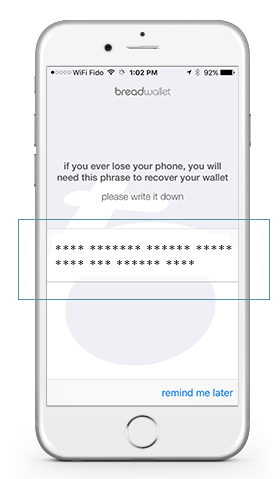 ●○○○○ WiFi Fido 1:02 PM 92%
breadwallet
if you ever lose your phone, you will
need this phrase to recover your wallet
please write it down
**** ******* ****** *****
**** *** ****** ****
remind me later